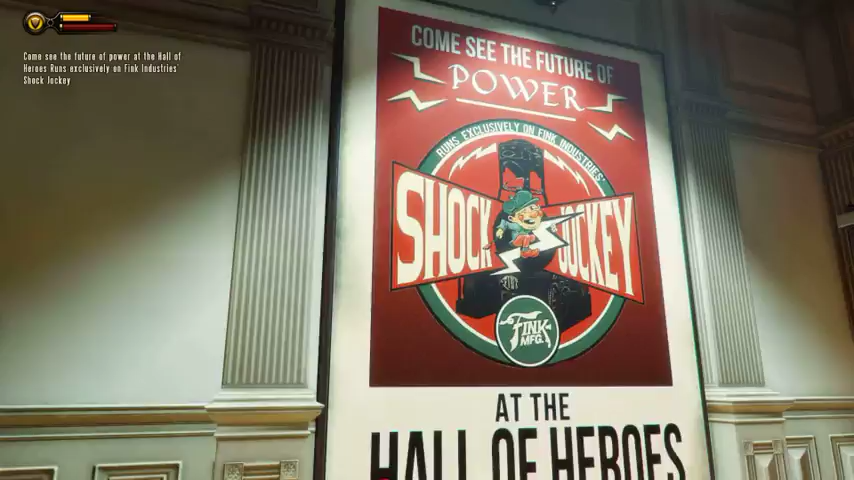 Come see the future of power at the Hall of
Heroes Runs exclusively on Fink Industries'
Shock Jockey
COME SEE THE FUTURE OF
POWER
RUNS EXCLUSIVELY ON FINK INDUSTRIES'
SHOCK JOCKEY
FINK
MFG.
AT THE
HALL OF HEROES